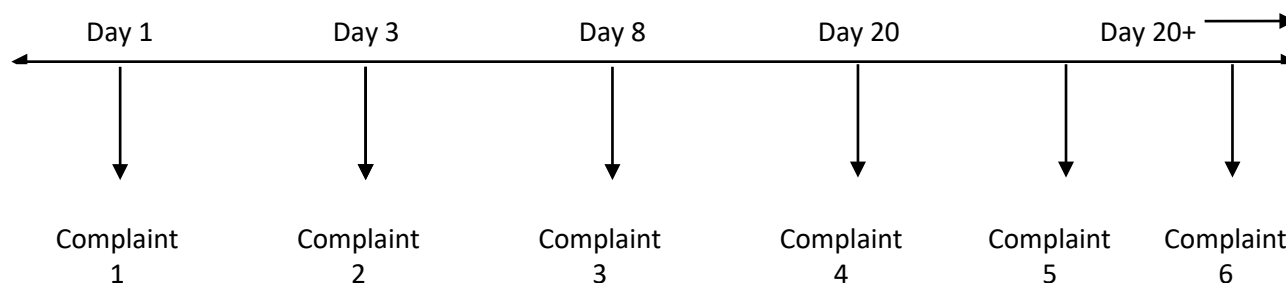 Day 1 Day 3 Day 8 Day 20 Day 20+
Complaint Complaint Complaint Complaint Complaint Complaint
1 2 3 4 5 6